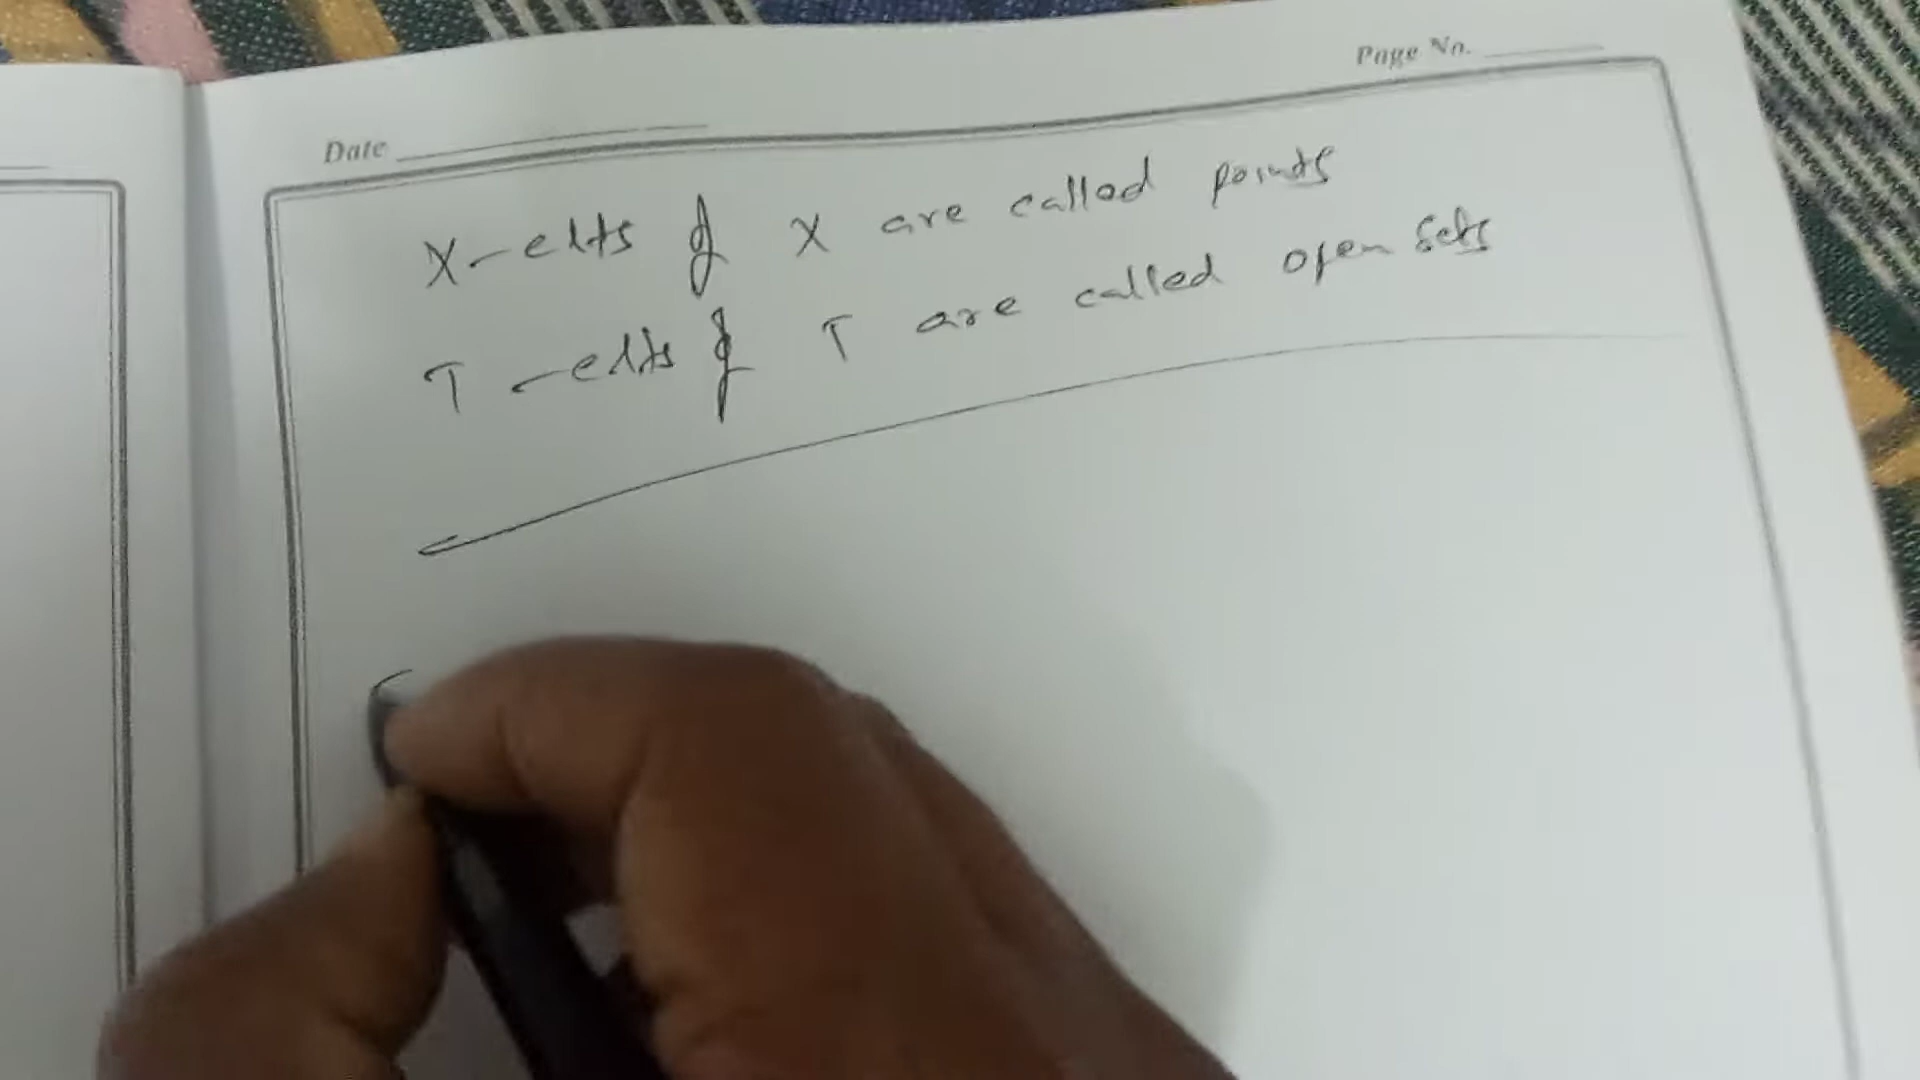 Page No.
Date
X-elts of X are called points
T-elts of T are called open sets